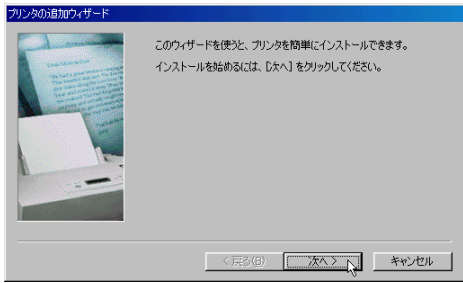 プリンタの追加ウィザード
このウィザードを使うと、プリンタを簡単にインストールできます。
インストールを始めるには、[次へ] をクリックしてください。
< 戻る(B)
次へ >
キャンセル